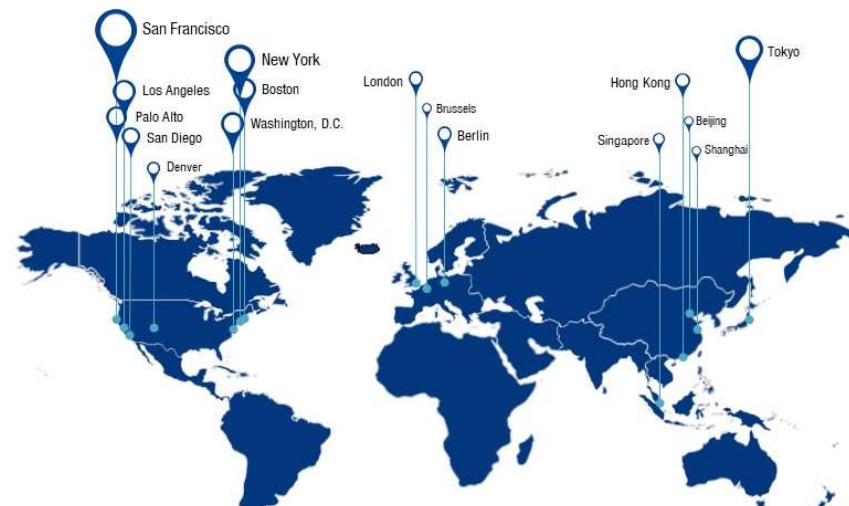 San Francisco
Los Angeles
Palo Alto
San Diego
Denver
New York
Boston
Washington, D.C.
London
Brussels
Berlin
Hong Kong
Beijing
Singapore
Shanghai
Tokyo